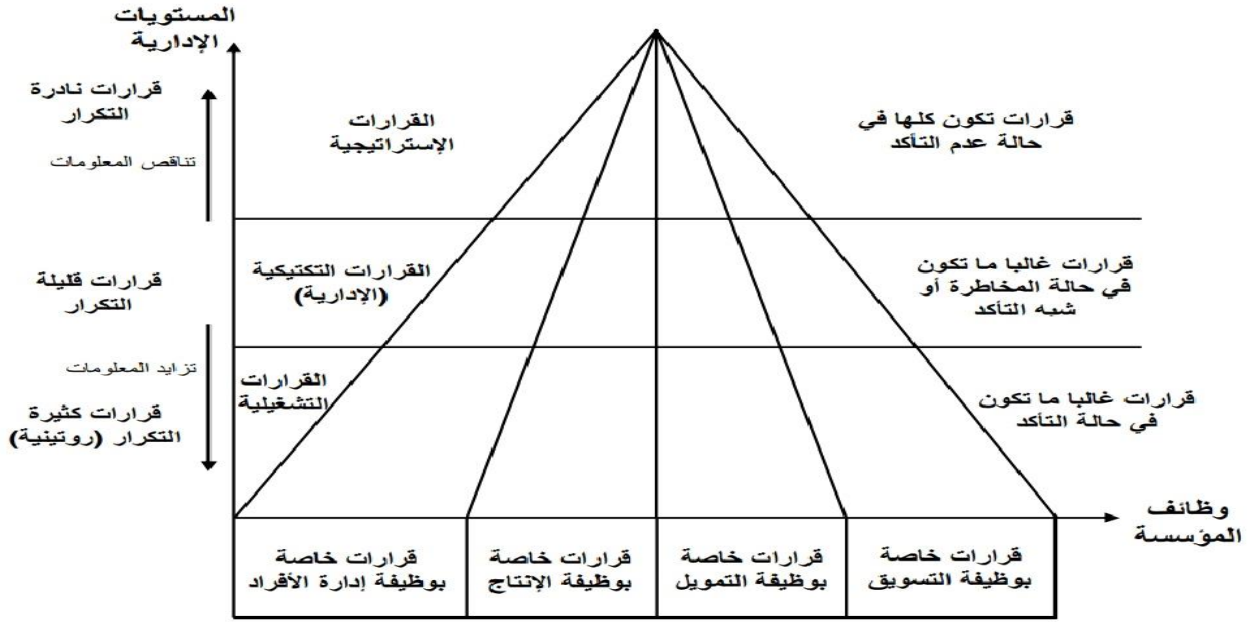 المستويات
الإدارية
قرارات نادرة
التكرار
تناقص المعلومات
القرارات
الإستراتيجية
قرارات تكون كلها في
حالة عدم التأكد
قرارات قليلة
التكرار
القرارات التكتيكية
(الإدارية)
قرارات غالبا ما تكون
في حالة المخاطرة أو
شبه التأكد
تزايد المعلومات
قرارات كثيرة
التكرار (روتينية)
القرارات
التشغيلية
قرارات غالبا ما تكون
في حالة التأكد
وظائف
المؤسسة
قرارات خاصة
بوظيفة إدارة الأفراد
قرارات خاصة
بوظيفة الإنتاج
قرارات خاصة
بوظيفة التمويل
قرارات خاصة
بوظيفة التسويق